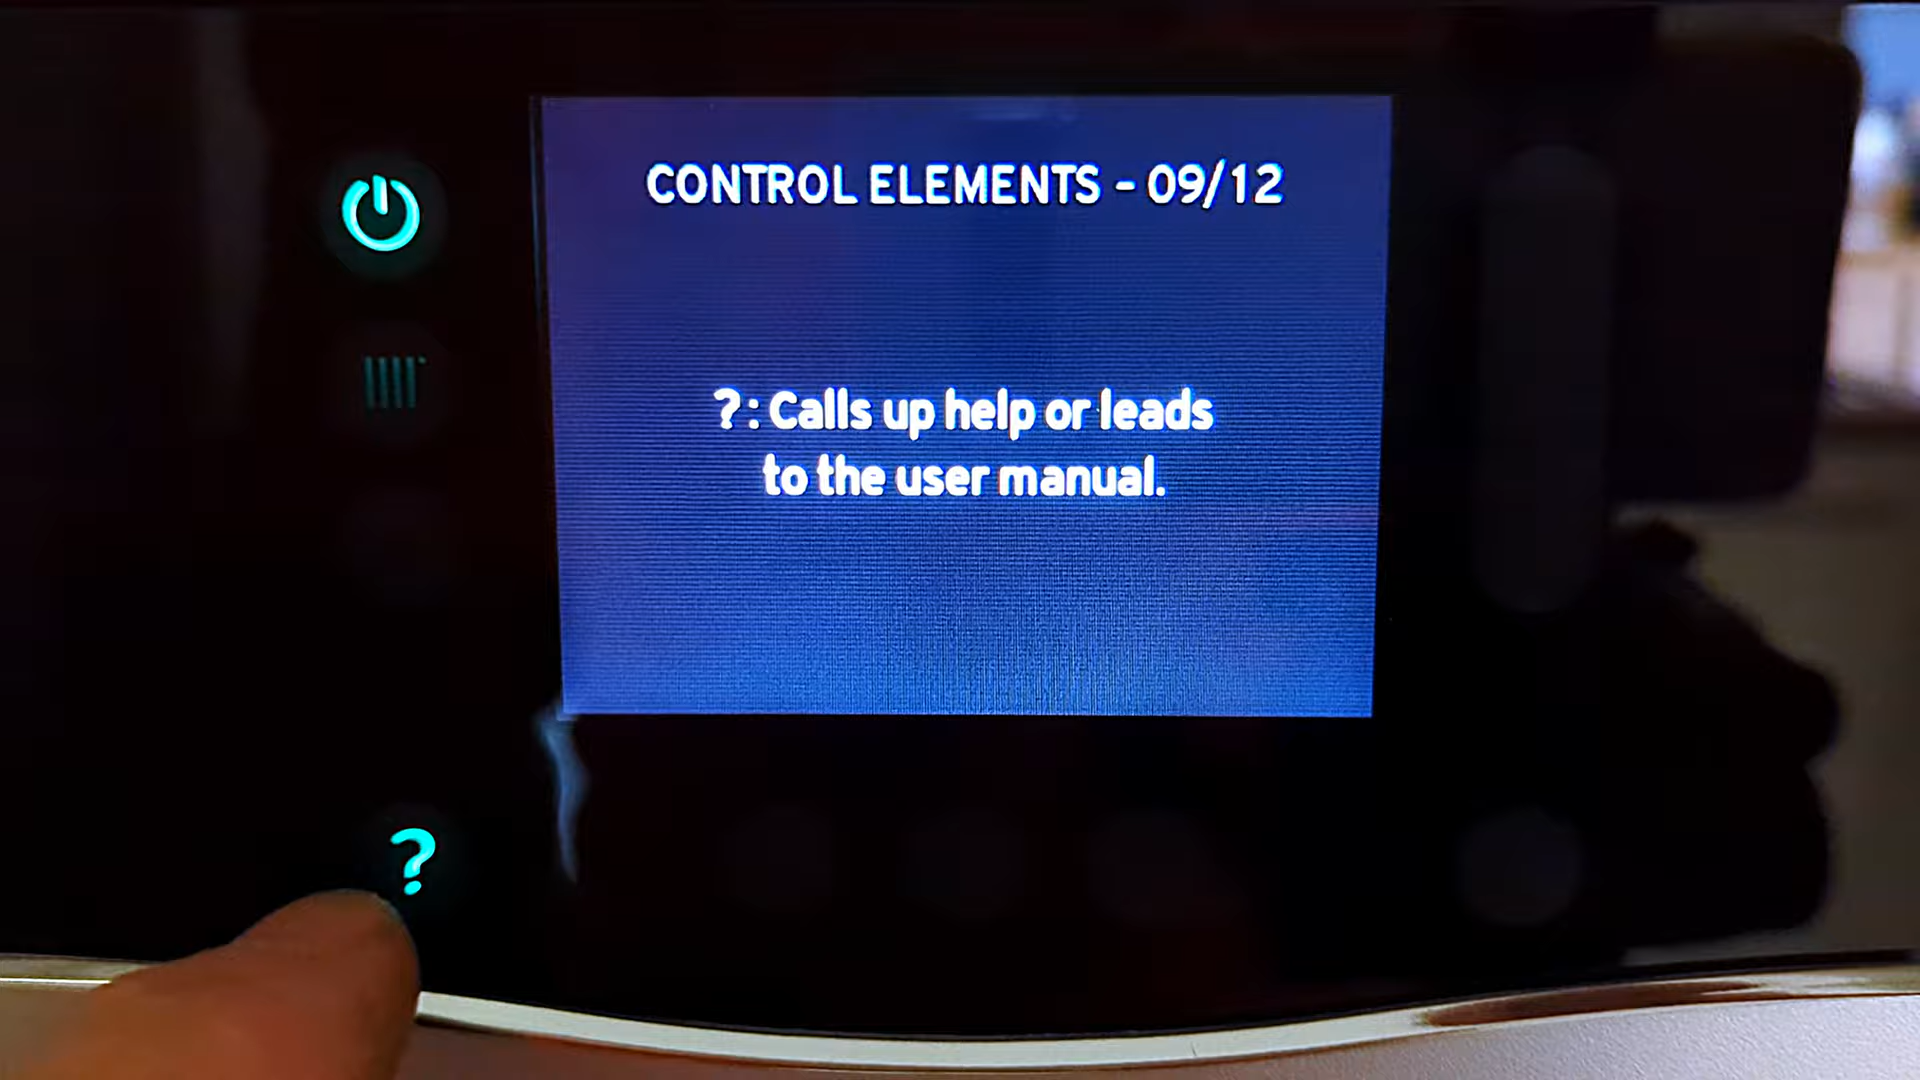 CONTROL ELEMENTS - 09/12
?: Calls up help or leads
to the user manual.
?